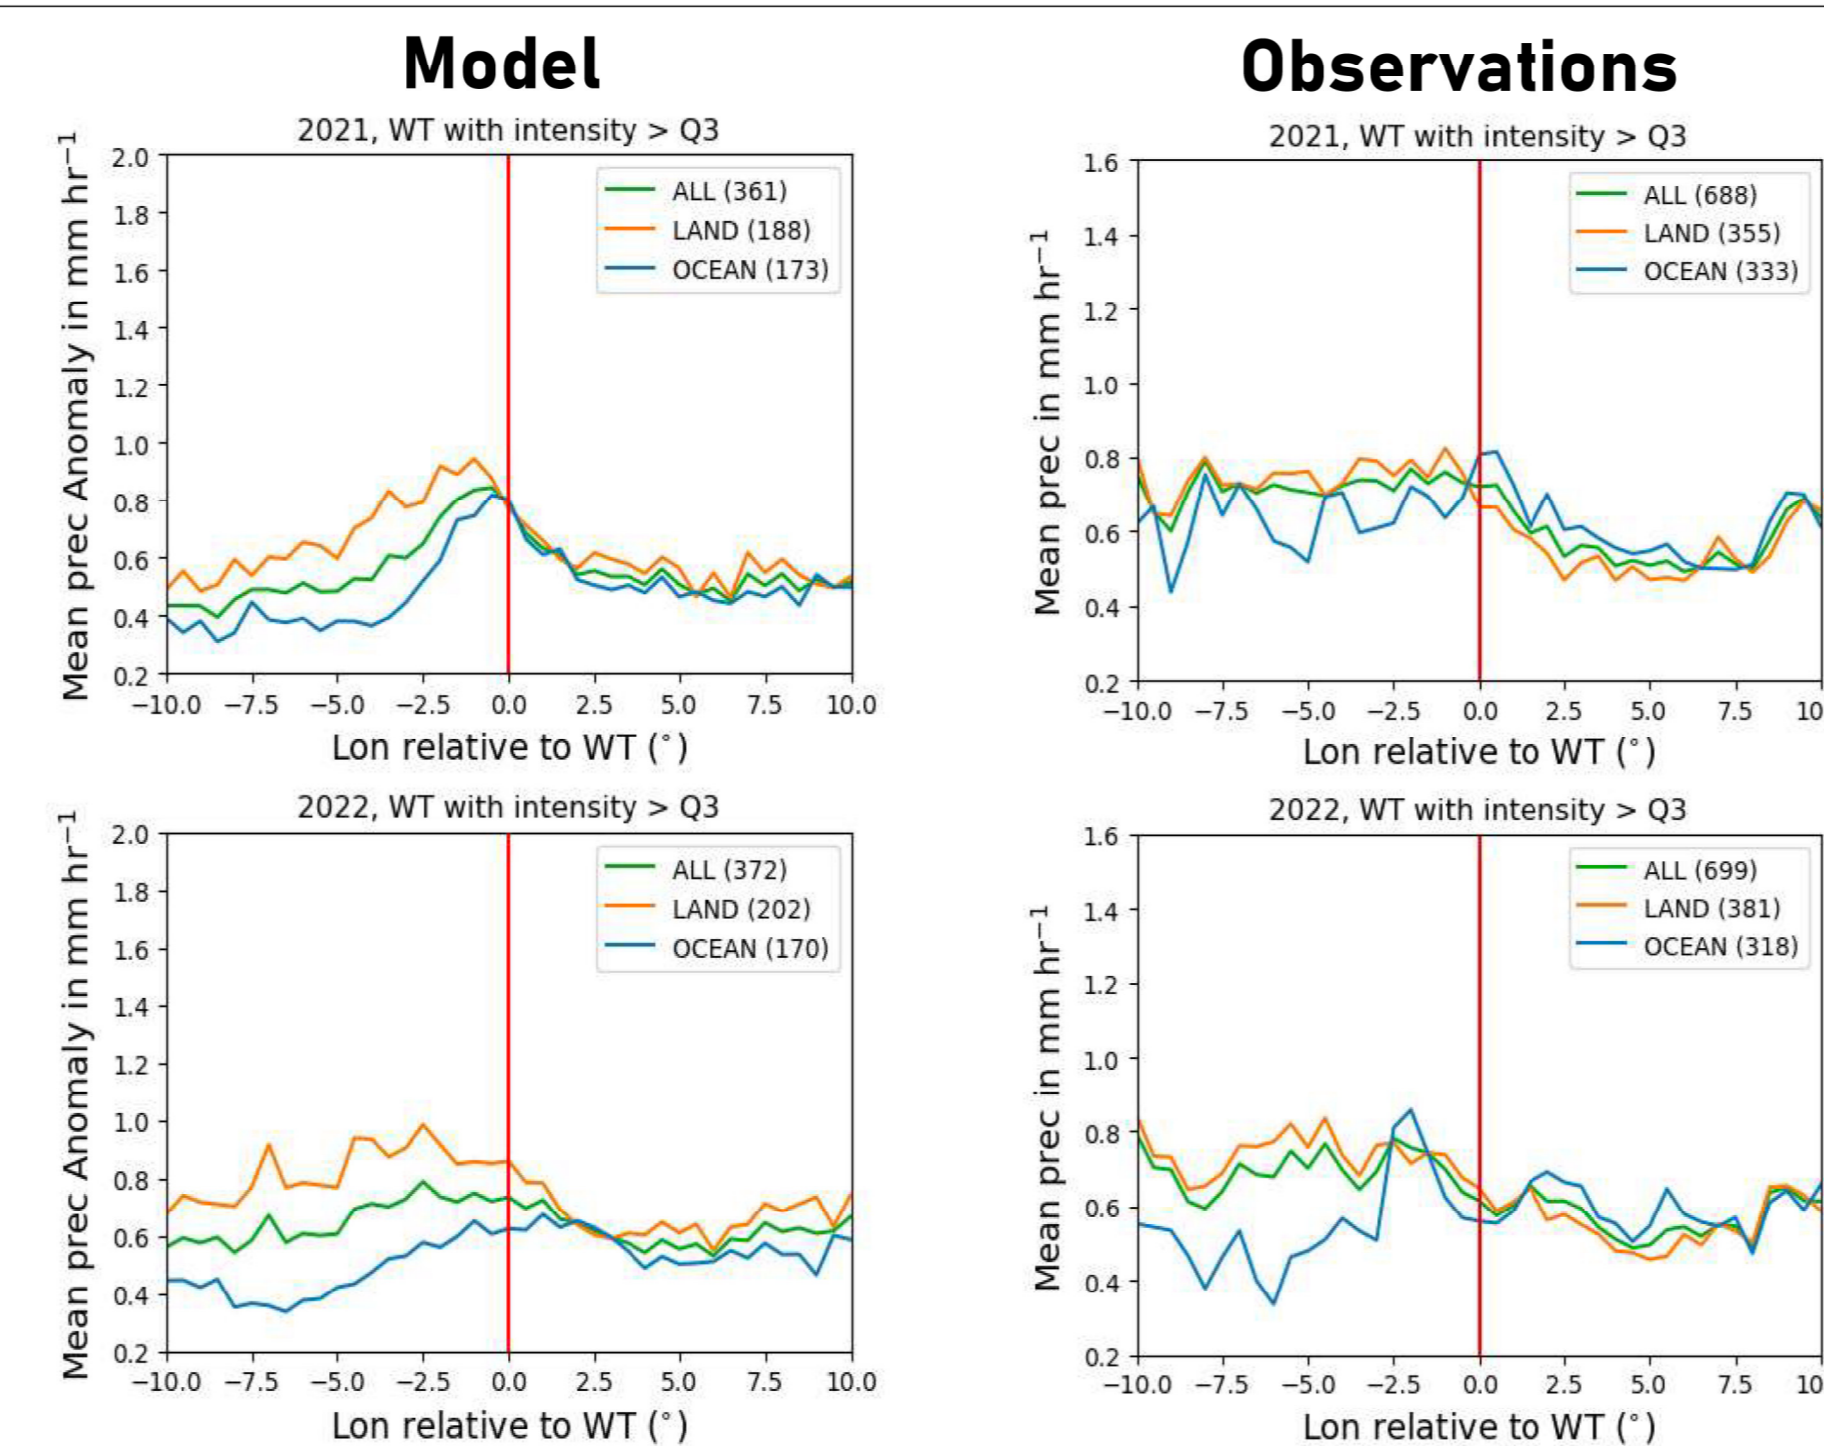 Model
Observations
2021, WT with intensity > Q3
Mean prec Anomaly in mm hr⁻¹
2.0
1.8
1.6
1.4
1.2
1.0
0.8
0.6
0.4
0.2
ALL (361)
LAND (188)
OCEAN (173)
−10.0 −7.5 −5.0 −2.5 0.0 2.5 5.0 7.5 10.0
Lon relative to WT (°)
2021, WT with intensity > Q3
Mean prec in mm hr⁻¹
1.6
1.4
1.2
1.0
0.8
0.6
0.4
0.2
ALL (688)
LAND (355)
OCEAN (333)
−10.0 −7.5 −5.0 −2.5 0.0 2.5 5.0 7.5 10
Lon relative to WT (°)
2022, WT with intensity > Q3
Mean prec Anomaly in mm hr⁻¹
2.0
1.8
1.6
1.4
1.2
1.0
0.8
0.6
0.4
0.2
ALL (372)
LAND (202)
OCEAN (170)
−10.0 −7.5 −5.0 −2.5 0.0 2.5 5.0 7.5 10.0
Lon relative to WT (°)
2022, WT with intensity > Q3
Mean prec in mm hr⁻¹
1.6
1.4
1.2
1.0
0.8
0.6
0.4
0.2
ALL (699)
LAND (381)
OCEAN (318)
−10.0 −7.5 −5.0 −2.5 0.0 2.5 5.0 7.5 10
Lon relative to WT (°)